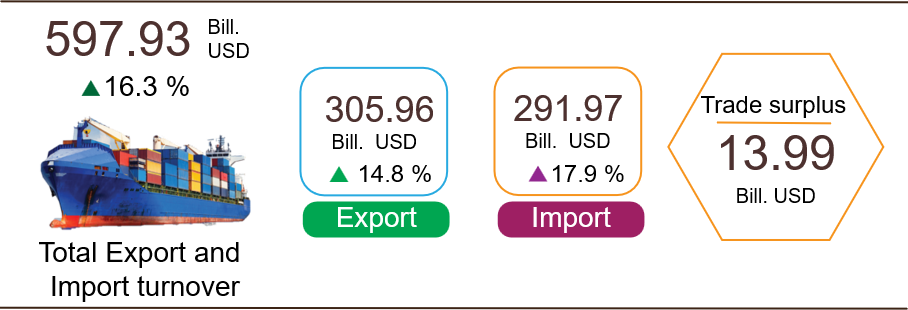 597.93 Bill.
USD
16.3 %
Total Export and
Import turnover
305.96
Bill. USD
14.8 %
Export
291.97
Bill. USD
17.9 %
Import
Trade surplus
13.99
Bill. USD